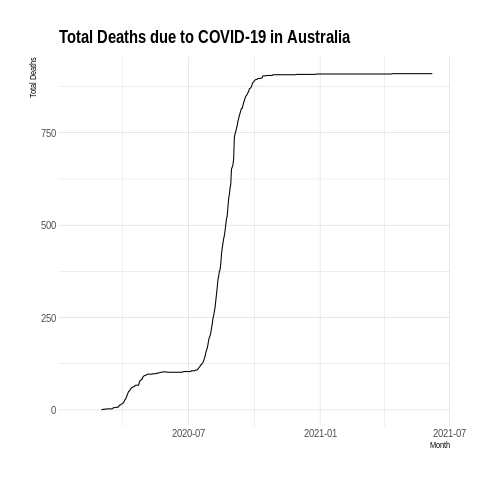 Total Deaths due to COVID-19 in Australia
Total Deaths
750
500
250
0
2020-07
2021-01
2021-07
Month